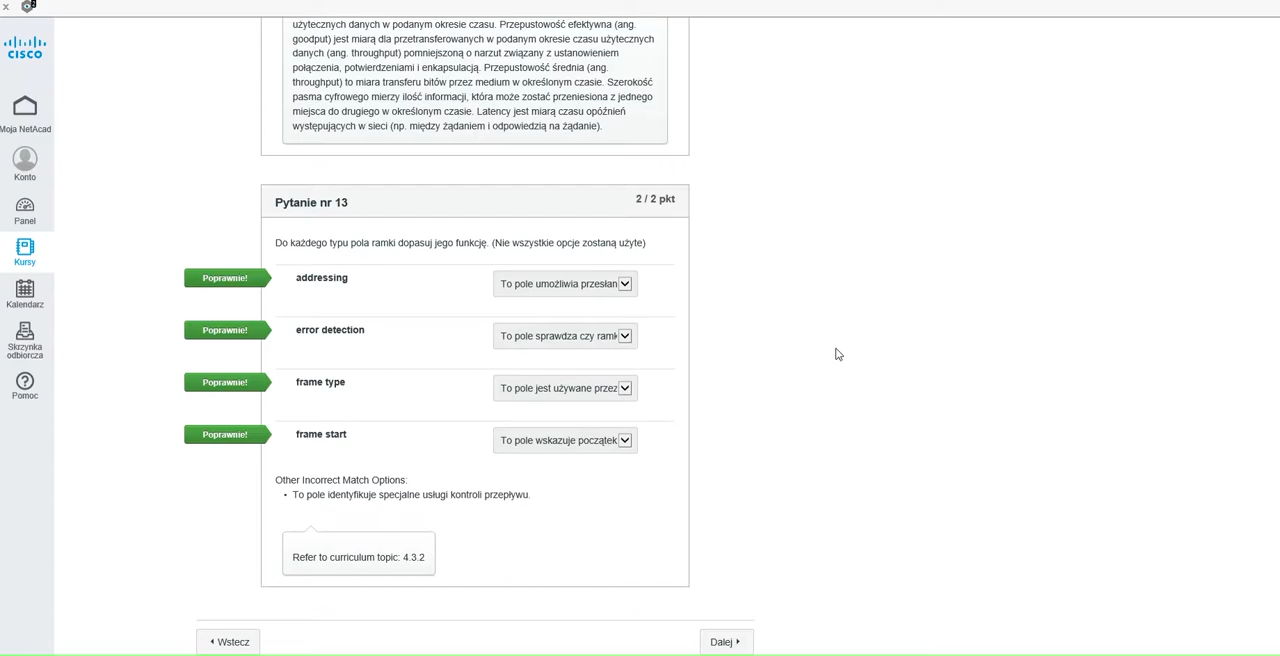 x
2
użytecznych danych w podanym okresie czasu. Przepustowość efektywna (ang.
goodput) jest miarą dla przetransferowanych w podanym okresie czasu użytecznych
danych (ang. throughput) pomniejszoną o narzut związany z ustanowieniem
połączenia, potwierdzeniami i enkapsulacją. Przepustowość średnia (ang.
throughput) to miara transferu bitów przez medium w określonym czasie. Szerokość
pasma cyfrowego mierzy ilość informacji, która może zostać przeniesiona z jednego
miejsca do drugiego w określonym czasie. Latency jest miarą czasu opóźnień
występujących w sieci (np. między żądaniem i odpowiedzią na żądanie).
CISCO
Moja NetAcad
Konto
Panel
Kursy
Kalendarz
Skrzynka
odbiorcza
Pomoc
Pytanie nr 13
2 / 2 pkt
Do każdego typu pola ramki dopasuj jego funkcję. (Nie wszystkie opcje zostaną użyte)
Poprawnie!
addressing
To pole umożliwia przesłan
Poprawnie!
error detection
To pole sprawdza czy ramk
Poprawnie!
frame type
To pole jest używane przez
Poprawnie!
frame start
To pole wskazuje początek
Other Incorrect Match Options:
• To pole identyfikuje specjalne usługi kontroli przepływu.
Refer to curriculum topic: 4.3.2
Wstecz
Dalej